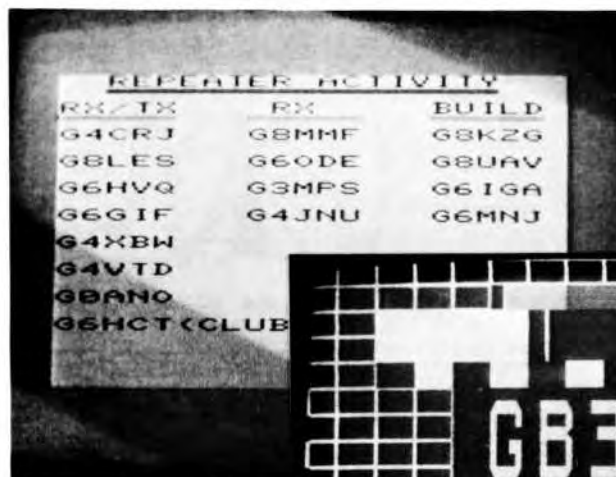 REPEATER ACTIVITY
RX/TX RX BUILD
G4CRJ G8MMF G8KZG
G8LES G6ODE G8UAV
G6HVQ G3MPS G6IGA
G6GIF G4JNU G6MNJ
G4XBW
G4VTD
G8ANO
G6HCT(CLUB
GB3